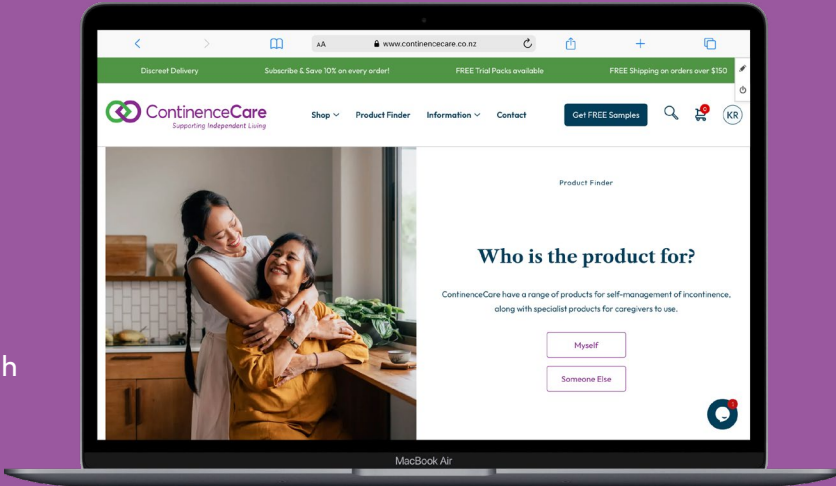 AA www.continencecare.co.nz
Discreet Delivery Subscribe & Save 10% on every order! FREE Trial Packs available FREE Shipping on orders over $150
ContinenceCare
Supporting Independent Living
Shop Product Finder Information Contact Get FREE Samples 0 KR
Product Finder
Who is the product for?
ContinenceCare have a range of products for self-management of incontinence,
along with specialist products for caregivers to use.
h
Myself
Someone Else
1
MacBook Air